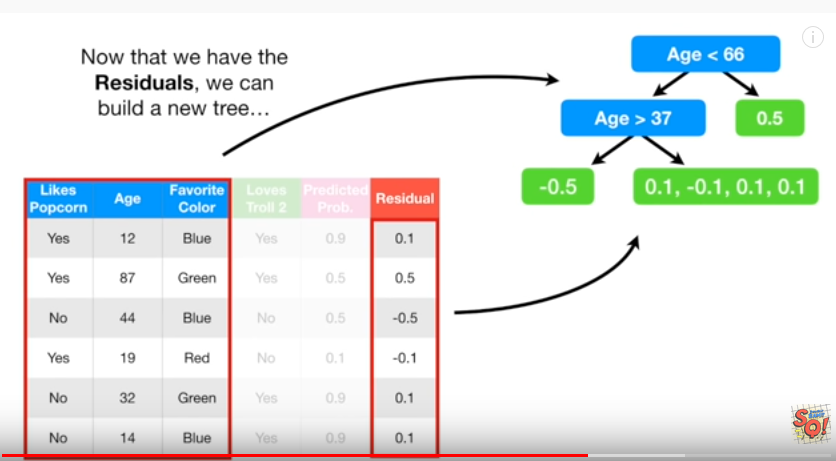 Now that we have the
Residuals, we can
build a new tree...
Age < 66
Age > 37
0.5
-0.5
0.1, -0.1, 0.1, 0.1
Likes Popcorn Age Favorite Color Loves Troll 2 Predicted Prob. Residual
Yes 12 Blue Yes 0.9 0.1
Yes 87 Green Yes 0.5 0.5
No 44 Blue No 0.5 -0.5
Yes 19 Red No 0.1 -0.1
No 32 Green Yes 0.9 0.1
No 14 Blue Yes 0.9 0.1
SQ!